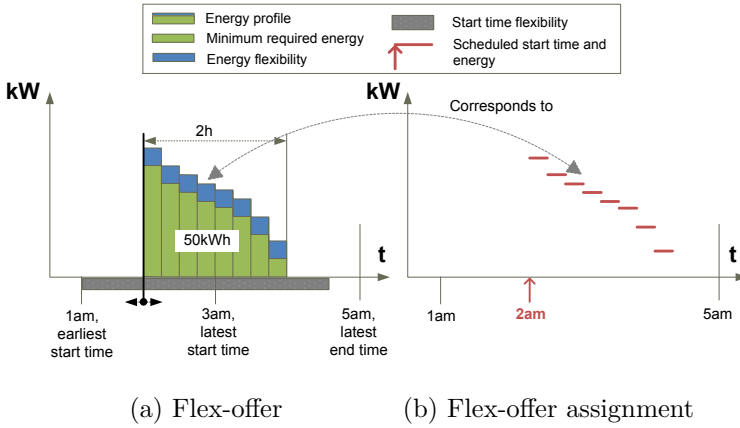 Energy profile
Minimum required energy
Energy flexibility
Start time flexibility
Scheduled start time and
energy
kW
2h
50kWh
t
1am,
earliest
start time
3am,
latest
start time
5am, latest
end time
kW
Corresponds to
t
1am
2am
5am
(a) Flex-offer
(b) Flex-offer assignment